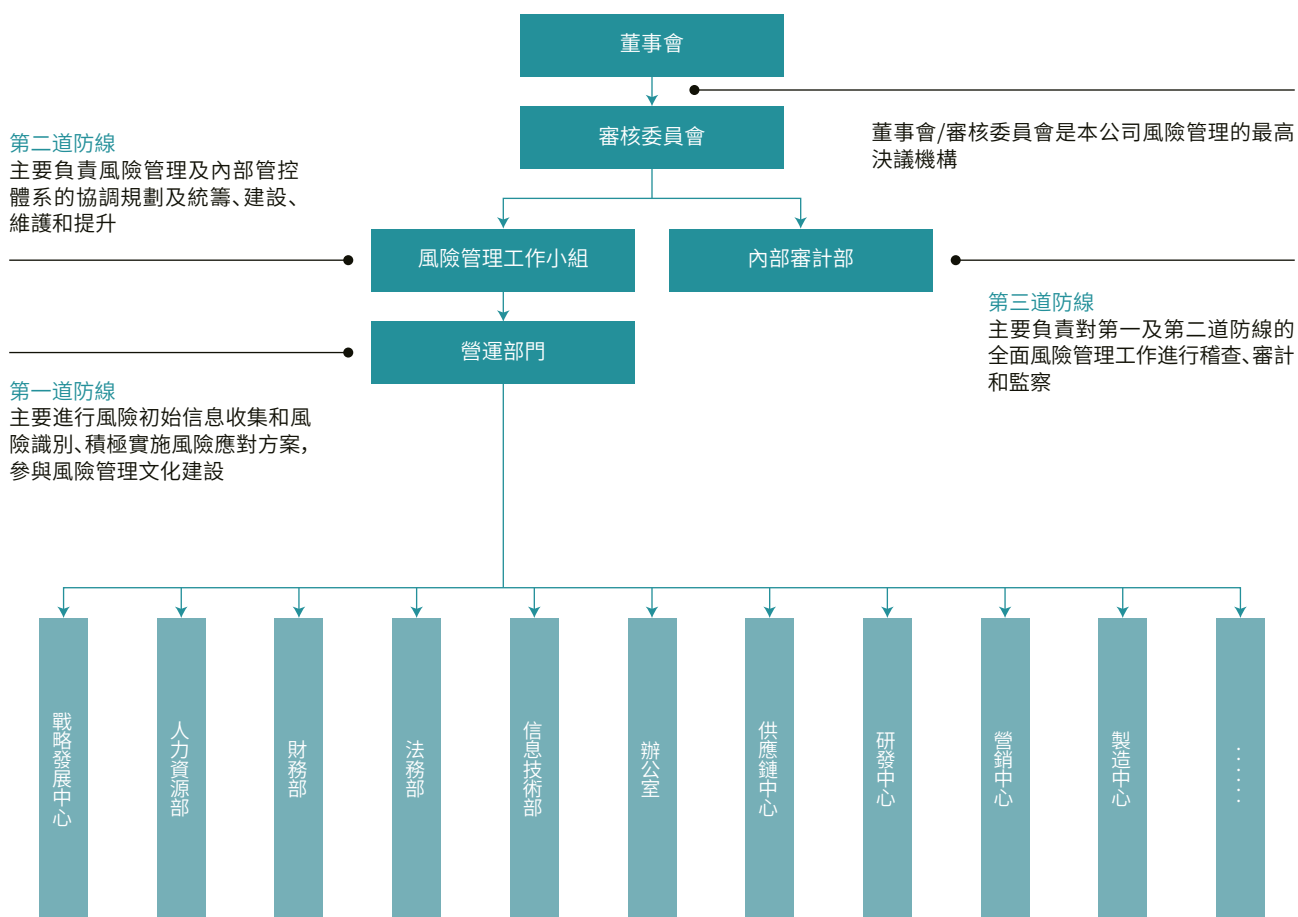 董事會
審核委員會
董事會/審核委員會是本公司風險管理的最高
決議機構
第二道防線
主要負責風險管理及內部管控
體系的協調規劃及統籌、建設、
維護和提升
風險管理工作小組
內部審計部
第三道防線
主要負責對第一及第二道防線的
全面風險管理工作進行稽查、審計
和監察
營運部門
第一道防線
主要進行風險初始信息收集和風
險識別、積極實施風險應對方案，
參與風險管理文化建設
戰略發展中心
人力資源部
財務部
法務部
信息技術部
辦公室
供應鏈中心
研發中心
營銷中心
製造中心
......